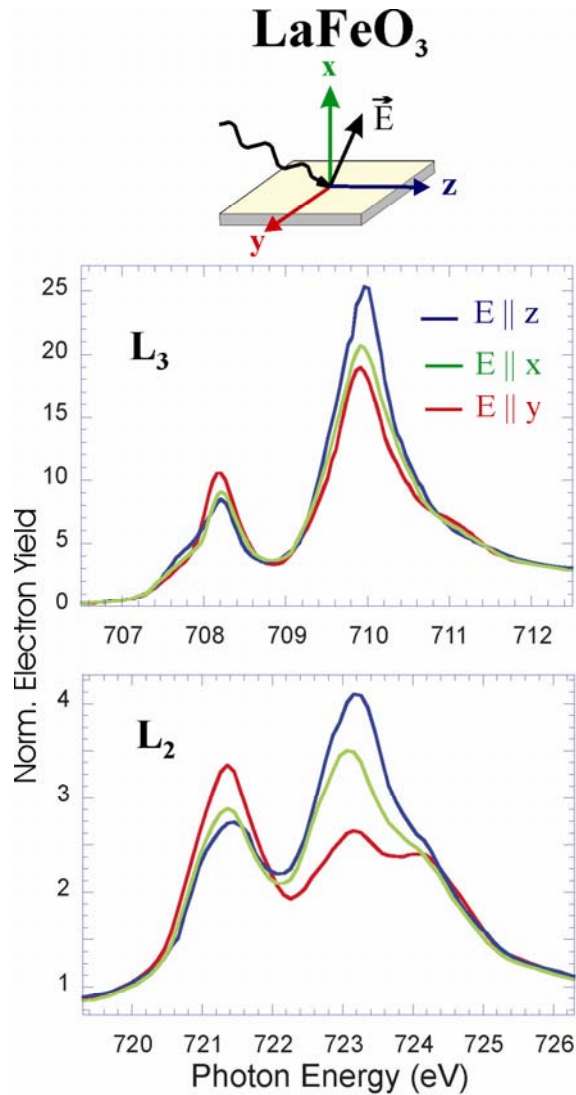 LaFeO₃
x
E
z
y
25
20
15
10
5
0
L₃
E || z
E || x
E || y
707 708 709 710 711 712
Norm. Electron Yield
4
3
2
1
L₂
720 721 722 723 724 725 726
Photon Energy (eV)